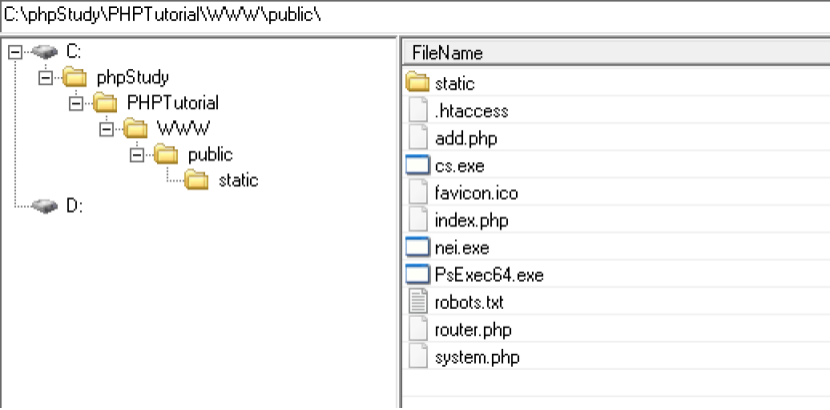 C:\phpStudy\PHPTutorial\WWW\public\
C:
phpStudy
PHPTutorial
WWW
public
static
D:
FileName
static
.htaccess
add.php
cs.exe
favicon.ico
index.php
nei.exe
PsExec64.exe
robots.txt
router.php
system.php